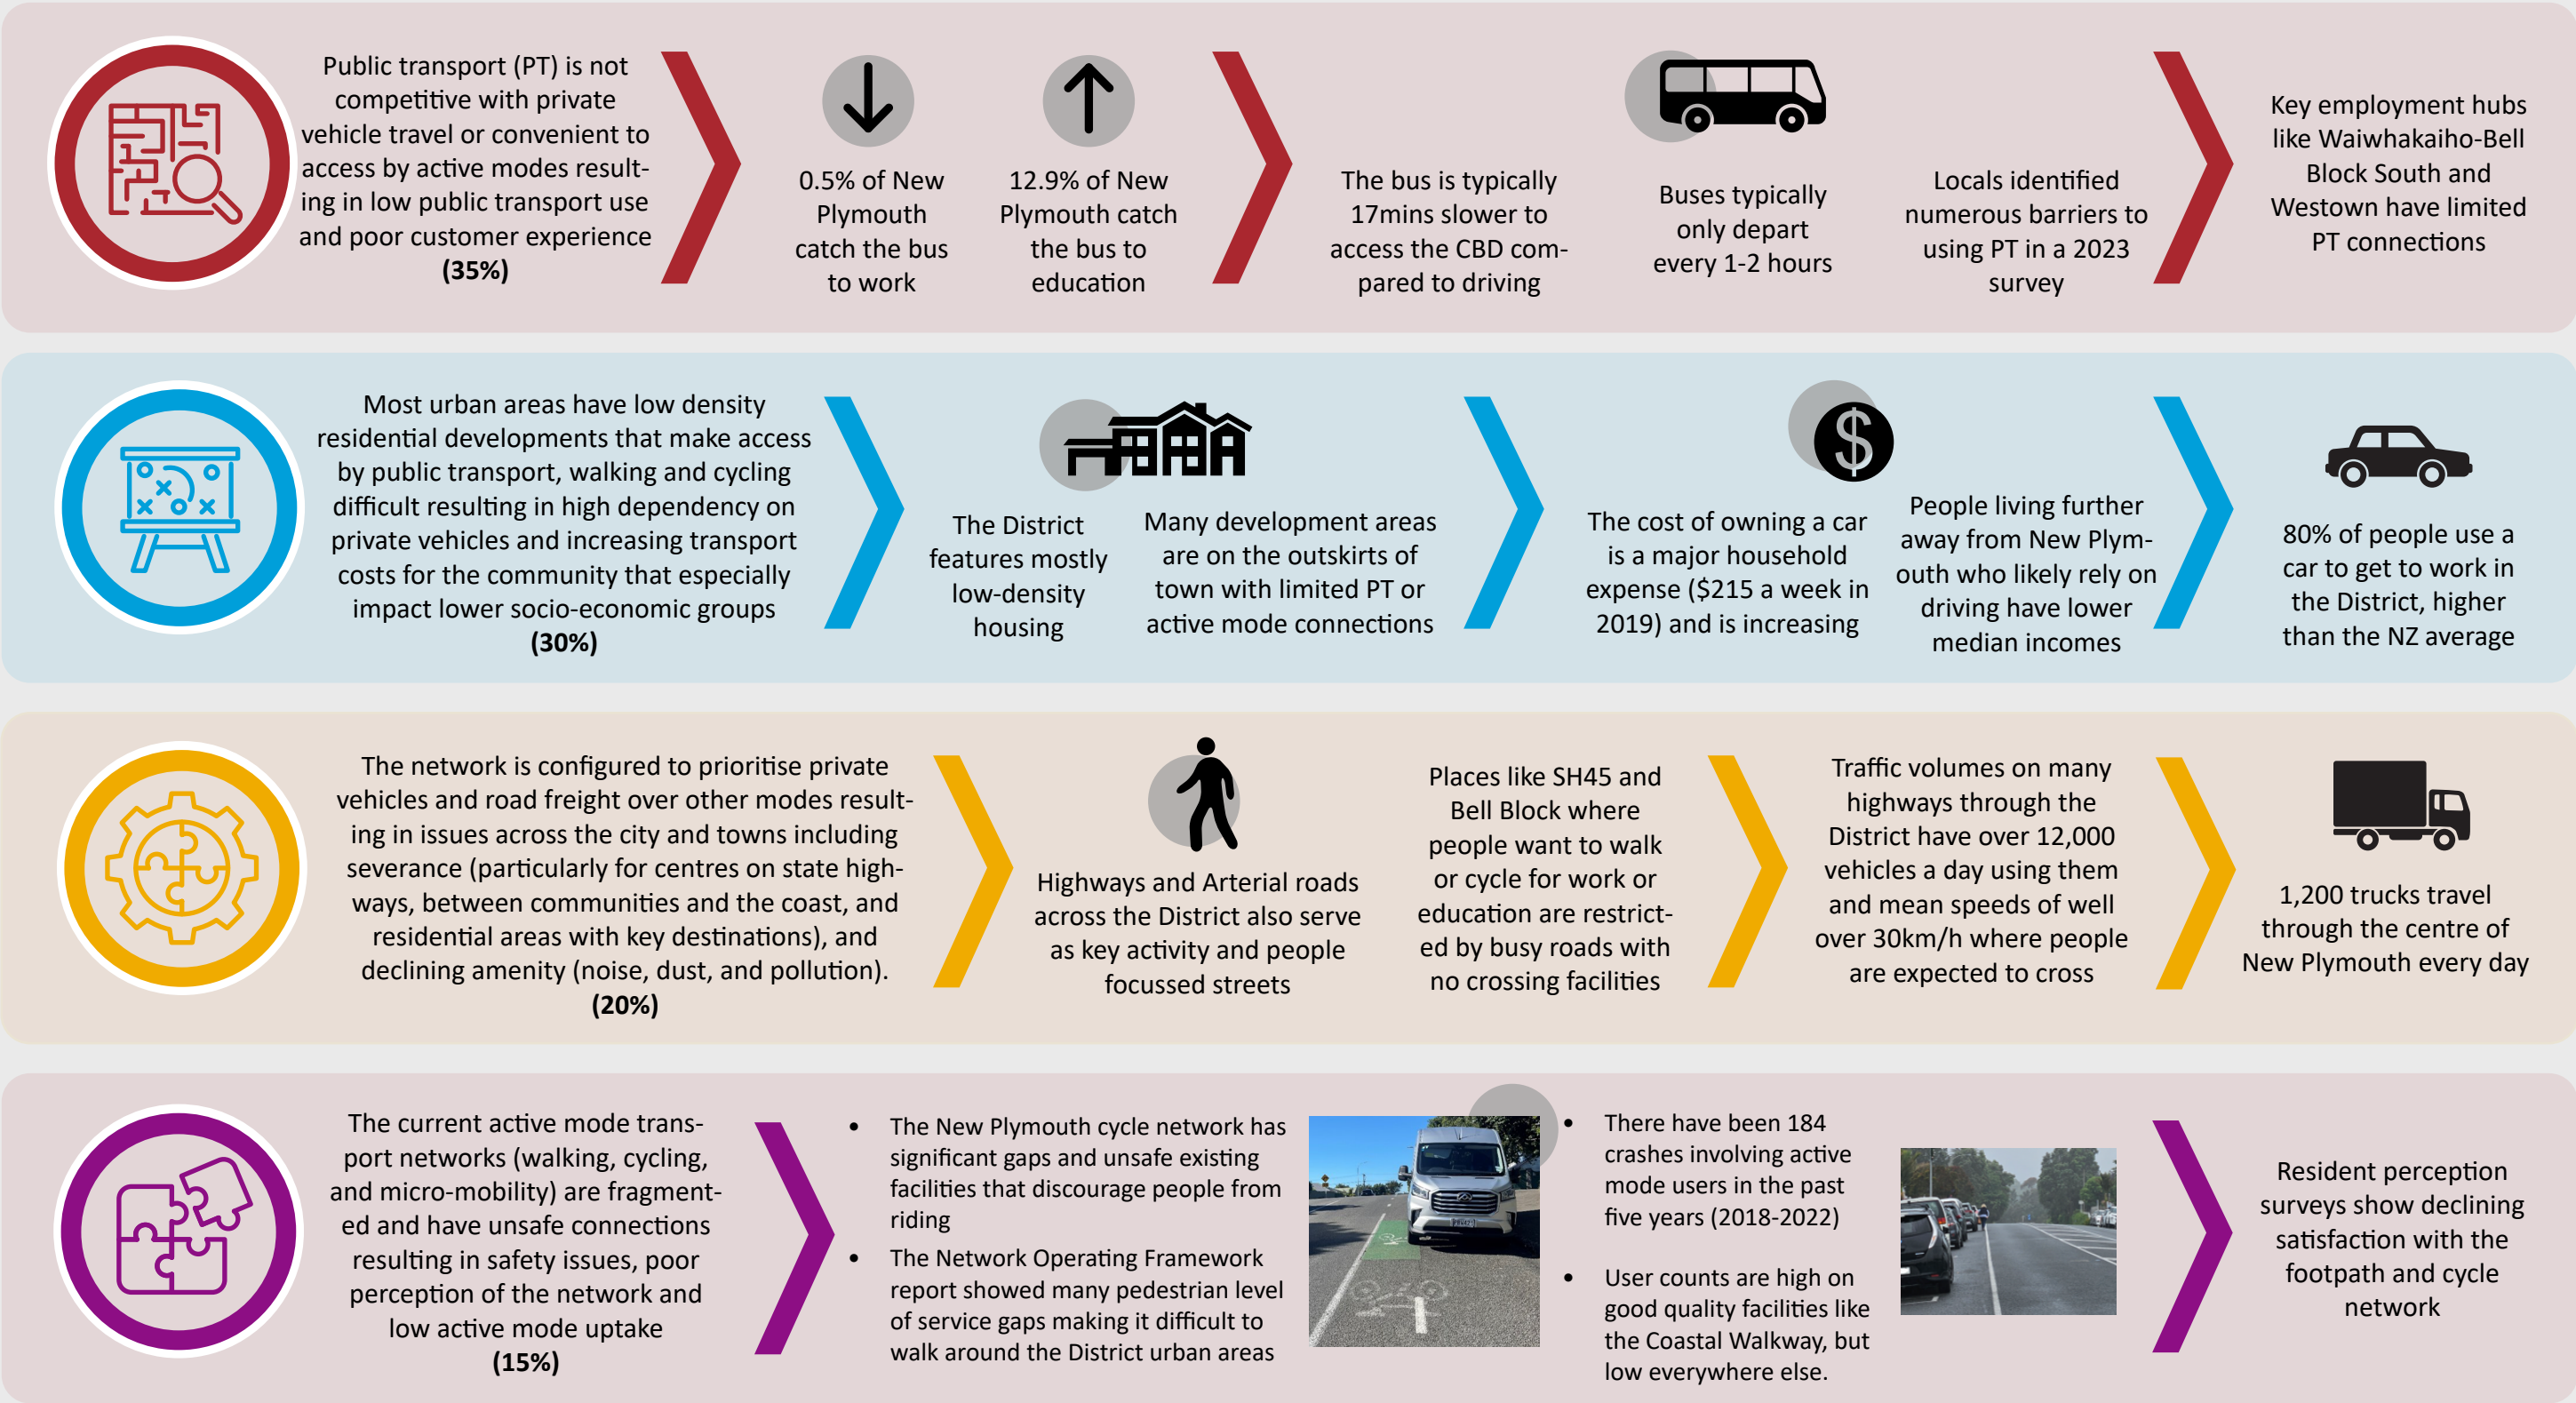 Public transport (PT) is not
competitive with private
vehicle travel or convenient to
access by active modes result-
ing in low public transport use
and poor customer experience
(35%)
0.5% of New
Plymouth
catch the bus
to work
12.9% of New
Plymouth catch
the bus to
education
The bus is typically
17mins slower to
access the CBD com-
pared to driving
Buses typically
only depart
every 1-2 hours
Locals identified
numerous barriers to
using PT in a 2023
survey
Key employment hubs
like Waiwhakaiho-Bell
Block South and
Westown have limited
PT connections
Most urban areas have low density
residential developments that make access
by public transport, walking and cycling
difficult resulting in high dependency on
private vehicles and increasing transport
costs for the community that especially
impact lower socio-economic groups
(30%)
The District
features mostly
low-density
housing
Many development areas
are on the outskirts of
town with limited PT or
active mode connections
$
The cost of owning a car
is a major household
expense ($215 a week in
2019) and is increasing
People living further
away from New Plym-
outh who likely rely on
driving have lower
median incomes
80% of people use a
car to get to work in
the District, higher
than the NZ average
The network is configured to prioritise private
vehicles and road freight over other modes result-
ing in issues across the city and towns including
severance (particularly for centres on state high-
ways, between communities and the coast, and
residential areas with key destinations), and
declining amenity (noise, dust, and pollution).
(20%)
Highways and Arterial roads
across the District also serve
as key activity and people
focussed streets
Places like SH45 and
Bell Block where
people want to walk
or cycle for work or
education are restrict-
ed by busy roads with
no crossing facilities
Traffic volumes on many
highways through the
District have over 12,000
vehicles a day using them
and mean speeds of well
over 30km/h where people
are expected to cross
1,200 trucks travel
through the centre of
New Plymouth every day
The current active mode trans-
port networks (walking, cycling,
and micro-mobility) are fragment-
ed and have unsafe connections
resulting in safety issues, poor
perception of the network and
low active mode uptake
(15%)
• The New Plymouth cycle network has
significant gaps and unsafe existing
facilities that discourage people from
riding
• The Network Operating Framework
report showed many pedestrian level
of service gaps making it difficult to
walk around the District urban areas
• There have been 184
crashes involving active
mode users in the past
five years (2018-2022)
• User counts are high on
good quality facilities like
the Coastal Walkway, but
low everywhere else.
Resident perception
surveys show declining
satisfaction with the
footpath and cycle
network